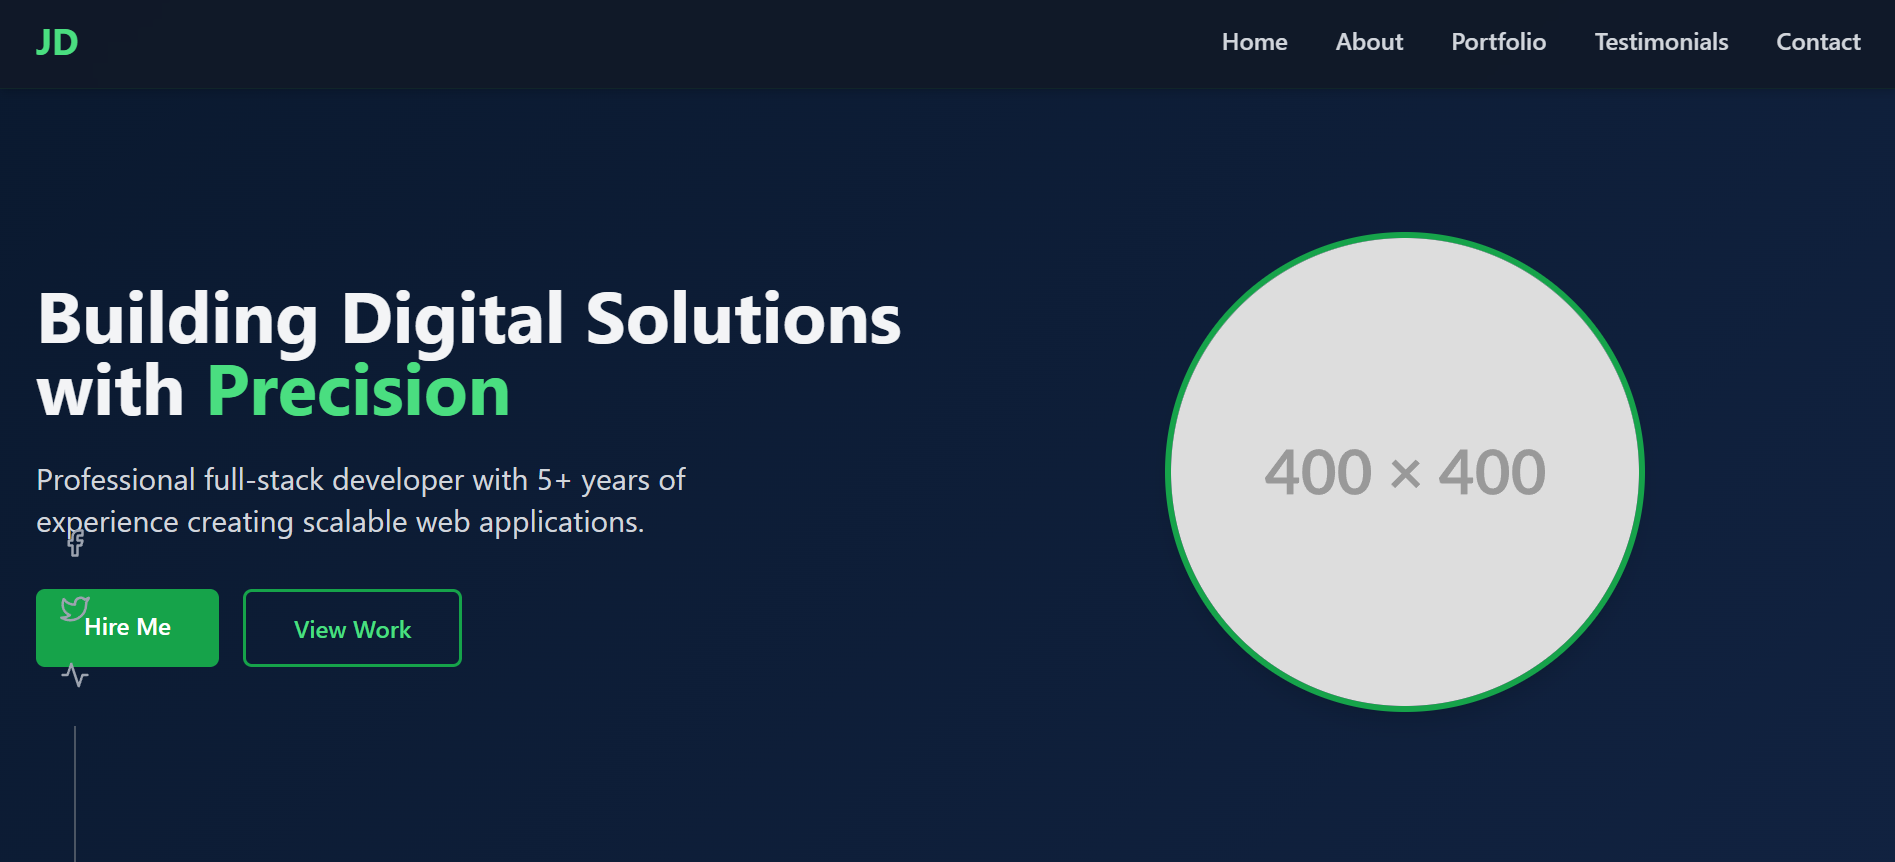 JD
Home About Portfolio Testimonials Contact
Building Digital Solutions
with Precision
Professional full-stack developer with 5+ years of
experience creating scalable web applications.
Hire Me
View Work
400 × 400